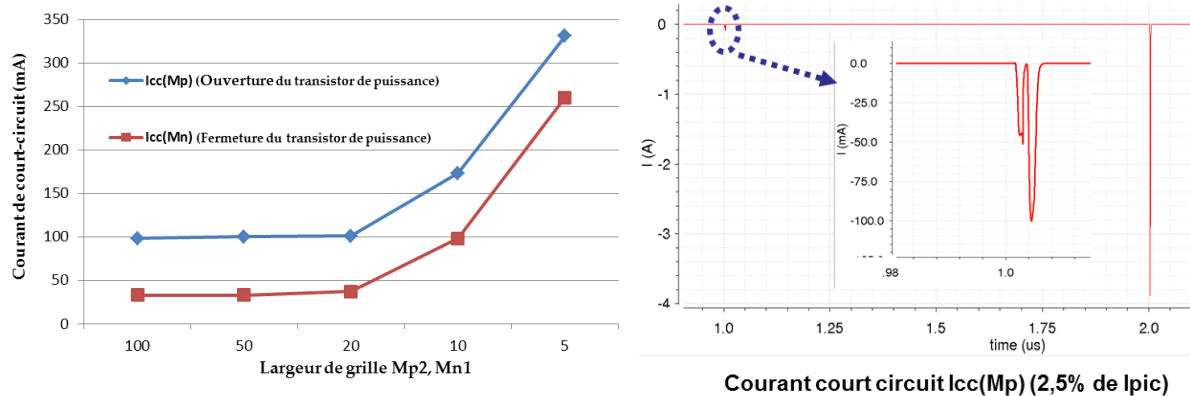 350
300
250
200
150
100
50
0
Courant de court-circuit (mA)
Icc(Mp) (Ouverture du transistor de puissance)
Icc(Mn) (Fermeture du transistor de puissance)
100 50 20 10 5
Largeur de grille Mp2, Mn1
0
-1
-2
-3
-4
I (A)
0.0
-25.0
-50.0
-75.0
-100.0
I (mA)
.98 1.0
1.0 1.25 1.5 1.75 2.0
time (us)
Courant court circuit Icc(Mp) (2,5% de Ipic)